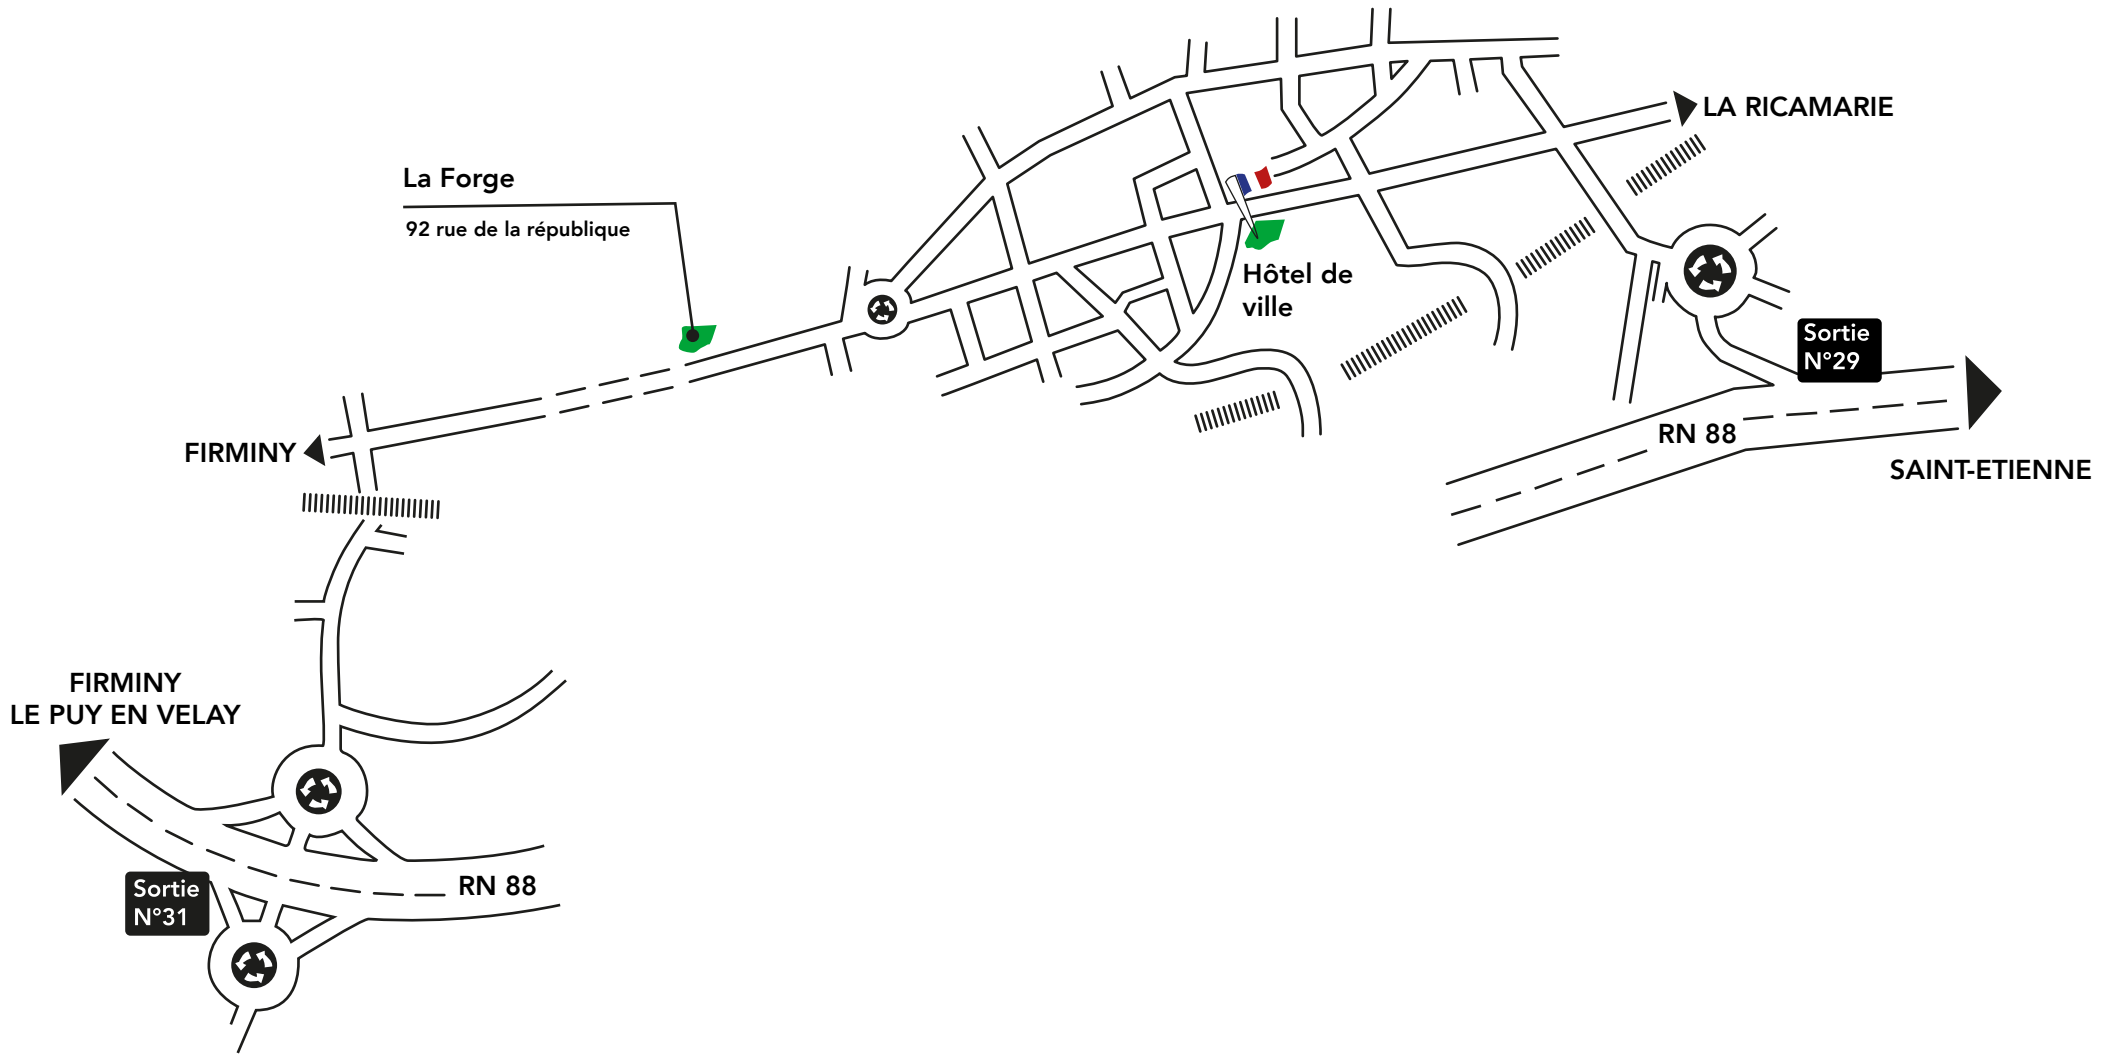 LA RICAMARIE
La Forge
92 rue de la république
Hôtel de
ville
Sortie
N°29
RN 88
FIRMINY
SAINT-ETIENNE
FIRMINY
LE PUY EN VELAY
RN 88
Sortie
N°31